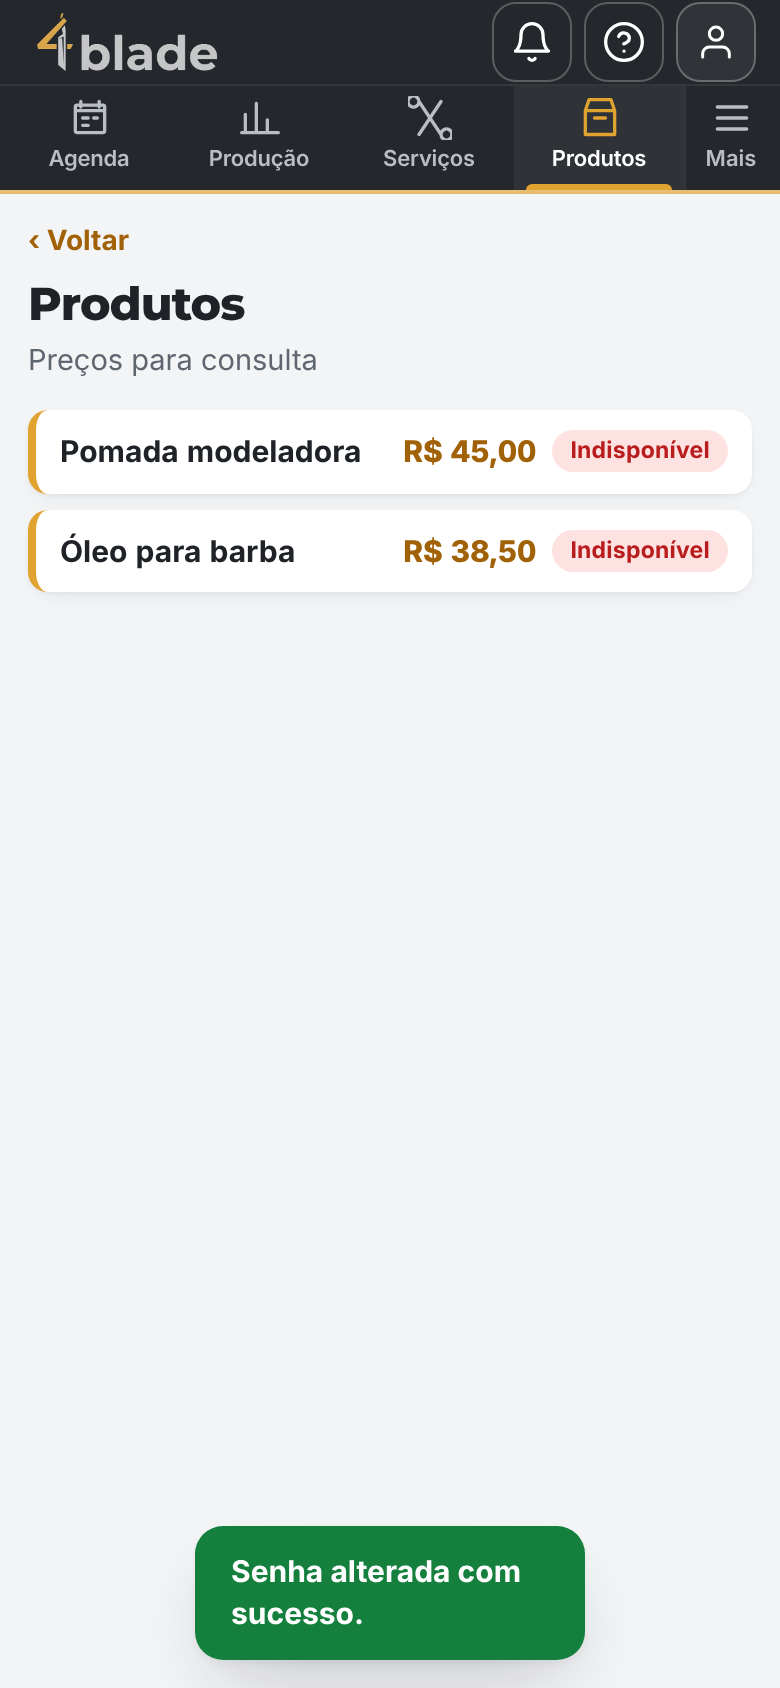 4blade
Agenda
Produção
Serviços
Produtos
Mais
‹ Voltar
Produtos
Preços para consulta
Pomada modeladora R$ 45,00 Indisponível
Óleo para barba R$ 38,50 Indisponível
Senha alterada com
sucesso.